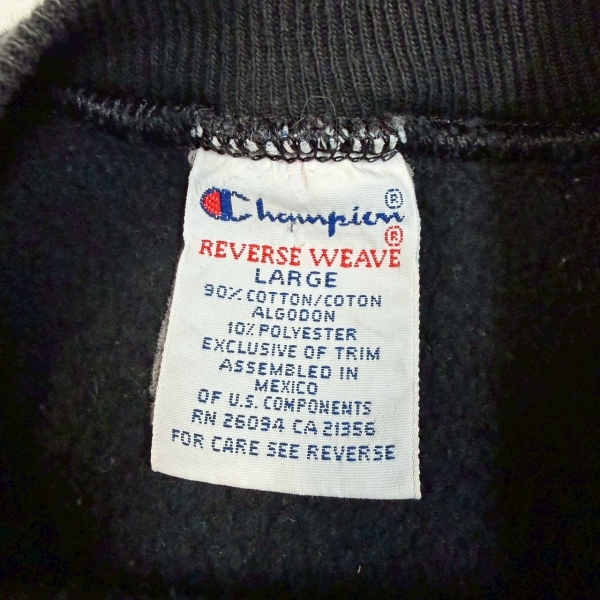 Champion®
REVERSE WEAVE®
LARGE
90% COTTON/COTON
ALGODON
10% POLYESTER
EXCLUSIVE OF TRIM
ASSEMBLED IN
MEXICO
OF U.S. COMPONENTS
RN 26094 CA 21356
FOR CARE SEE REVERSE